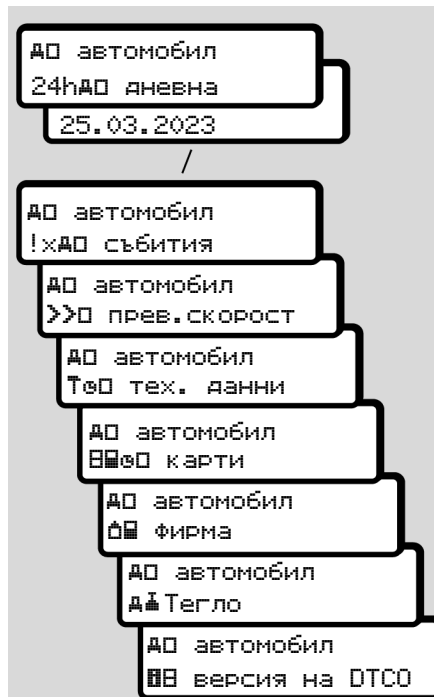 автомобил
24h дневна
25.03.2023
/
автомобил
!x събития
автомобил
>> прев.скорост
автомобил
тех. данни
автомобил
карти
автомобил
фирма
автомобил
Тегло
автомобил
версия на DTCO